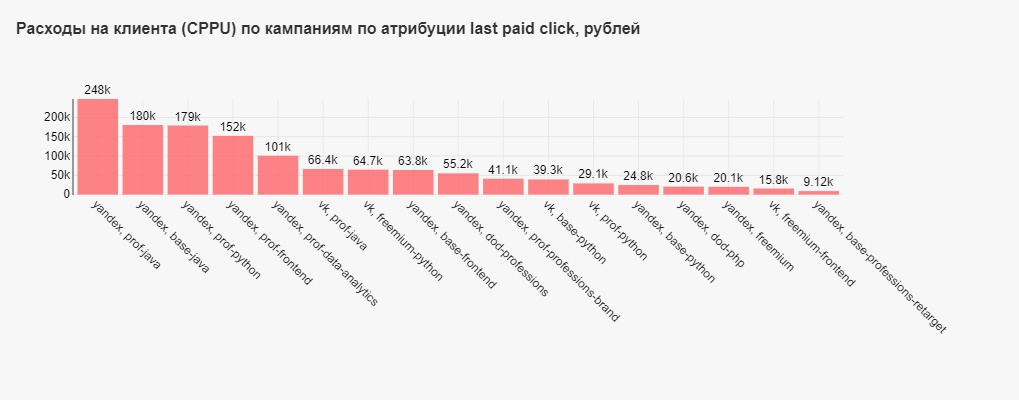 Расходы на клиента (CPPU) по кампаниям по атрибуции last paid click, рублей
248k
180k
179k
152k
101k
66.4k
64.7k
63.8k
55.2k
41.1k
39.3k
29.1k
24.8k
20.6k
20.1k
15.8k
9.12k
200k
150k
100k
50k
0
yandex, prof-java
yandex, base-java
yandex, prof-python
yandex, prof-frontend
yandex, prof-data-analytics
vk, prof-java
vk, freemium-python
yandex, base-frontend
yandex, dod-professions
yandex, prof-professions-brand
vk, base-python
vk, prof-python
yandex, base-python
yandex, dod-php
yandex, freemium
vk, freemium-frontend
yandex, base-professions-retarget